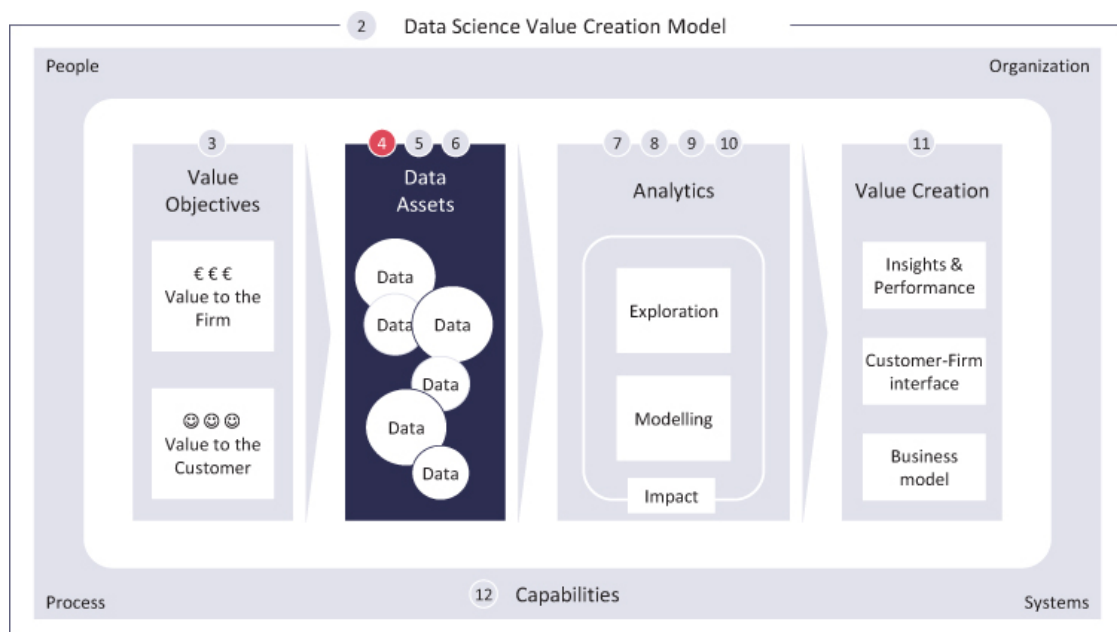 2 Data Science Value Creation Model
People
Organization
3
Value
Objectives
€ € €
Value to the
Firm
☺ ☺ ☺
Value to the
Customer
4 5 6
Data
Assets
Data
Data
Data
Data
Data
Data
7 8 9 10
Analytics
Exploration
Modelling
Impact
11
Value Creation
Insights &
Performance
Customer-Firm
interface
Business
model
Process
12 Capabilities
Systems